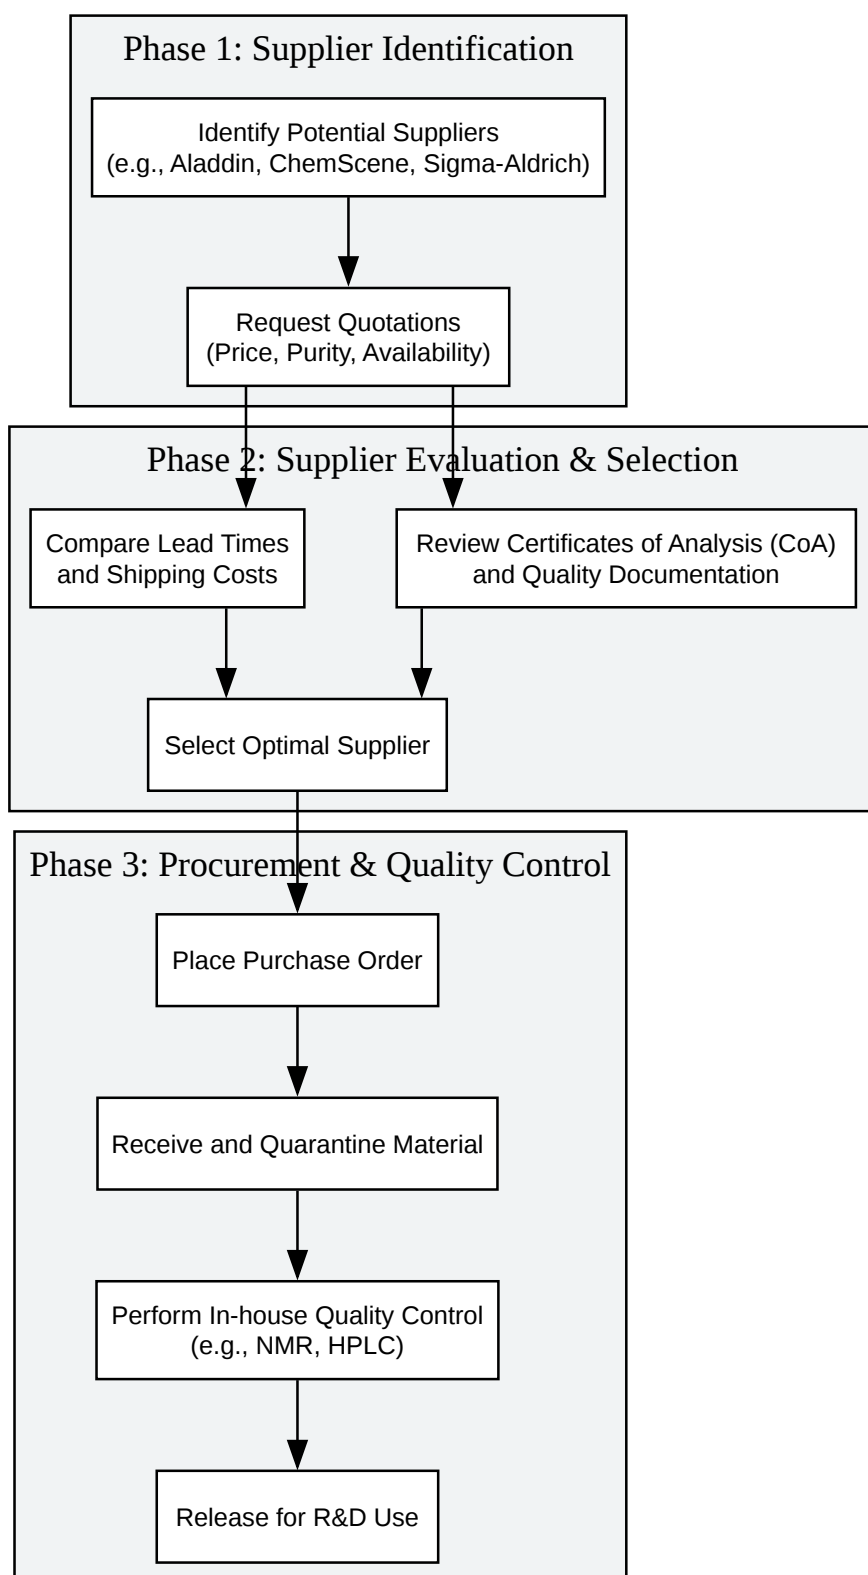 Phase 1: Supplier Identification
Identify Potential Suppliers
(e.g., Aladdin, ChemScene, Sigma-Aldrich)
Request Quotations
(Price, Purity, Availability)
Phase 2: Supplier Evaluation & Selection
Compare Lead Times
and Shipping Costs
Review Certificates of Analysis (CoA)
and Quality Documentation
Select Optimal Supplier
Phase 3: Procurement & Quality Control
Place Purchase Order
Receive and Quarantine Material
Perform In-house Quality Control
(e.g., NMR, HPLC)
Release for R&D Use